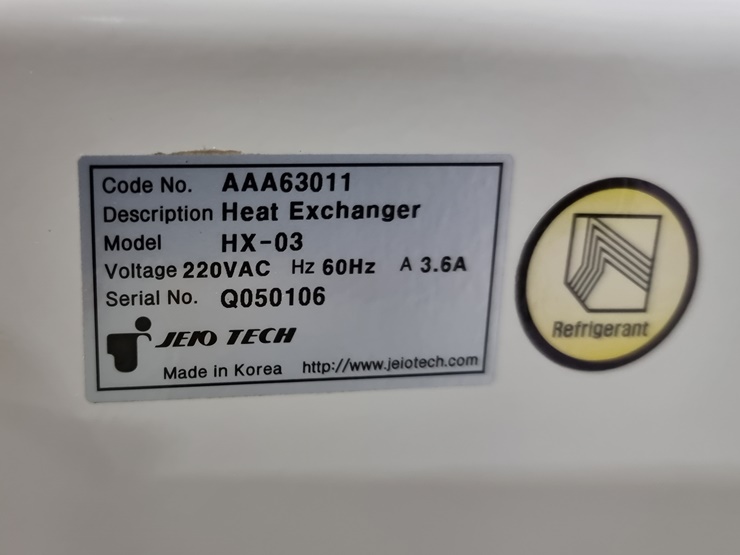 Code No. AAA63011
Description Heat Exchanger
Model HX-03
Voltage 220VAC Hz 60Hz A 3.6A
Serial No. Q050106
JEIO TECH
Made in Korea http://www.jeiotech.com
Refrigerant